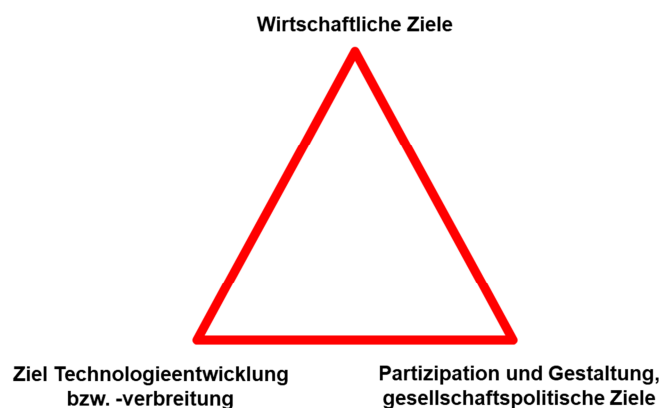 Wirtschaftliche Ziele
Ziel Technologieentwicklung
bzw. -verbreitung
Partizipation und Gestaltung,
gesellschaftspolitische Ziele